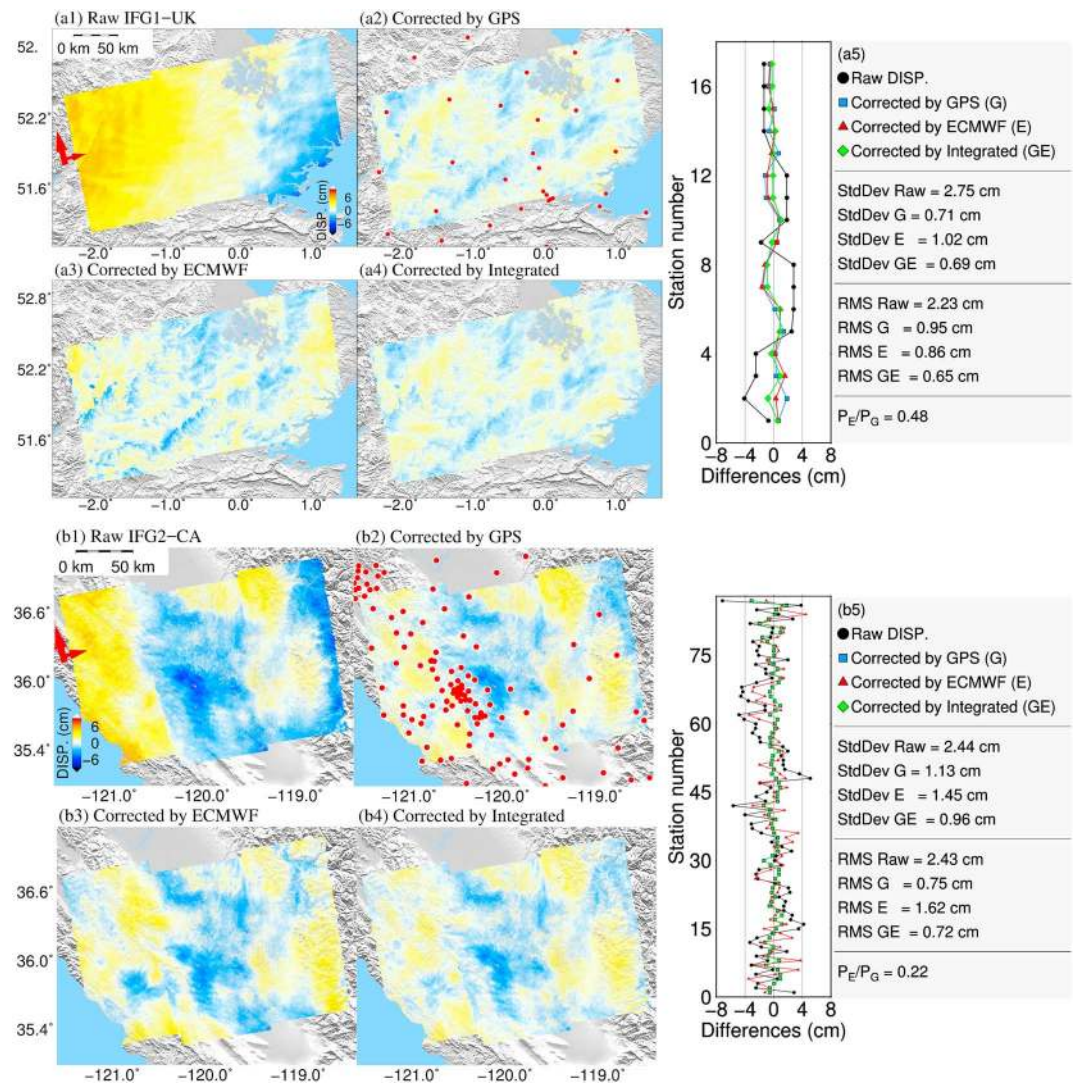 (a1) Raw IFG1−UK
(a2) Corrected by GPS
0 km 50 km
52.
52.2°
51.6°
DISP. (cm)
6
0
−6
−2.0° −1.0° 0.0° 1.0°
−2.0° −1.0° 0.0° 1.0°
(a3) Corrected by ECMWF
(a4) Corrected by Integrated
52.8°
52.2°
51.6°
−2.0° −1.0° 0.0° 1.0°
−2.0° −1.0° 0.0° 1.0°
(a5)
Raw DISP.
Corrected by GPS (G)
Corrected by ECMWF (E)
Corrected by Integrated (GE)
StdDev Raw = 2.75 cm
StdDev G = 0.71 cm
StdDev E = 1.02 cm
StdDev GE = 0.69 cm
RMS Raw = 2.23 cm
RMS G = 0.95 cm
RMS E = 0.86 cm
RMS GE = 0.65 cm
PE/PG = 0.48
Station number
16
12
8
4
0
−8 −4 0 4 8
Differences (cm)
(b1) Raw IFG2−CA
(b2) Corrected by GPS
0 km 50 km
36.6°
36.0°
35.4°
DISP. (cm)
6
0
−6
−121.0° −120.0° −119.0°
−121.0° −120.0° −119.0°
(b3) Corrected by ECMWF
(b4) Corrected by Integrated
36.6°
36.0°
35.4°
−121.0° −120.0° −119.0°
−121.0° −120.0° −119.0°
(b5)
Raw DISP.
Corrected by GPS (G)
Corrected by ECMWF (E)
Corrected by Integrated (GE)
StdDev Raw = 2.44 cm
StdDev G = 1.13 cm
StdDev E = 1.45 cm
StdDev GE = 0.96 cm
RMS Raw = 2.43 cm
RMS G = 0.75 cm
RMS E = 1.62 cm
RMS GE = 0.72 cm
PE/PG = 0.22
Station number
75
60
45
30
15
0
−8 −4 0 4 8
Differences (cm)